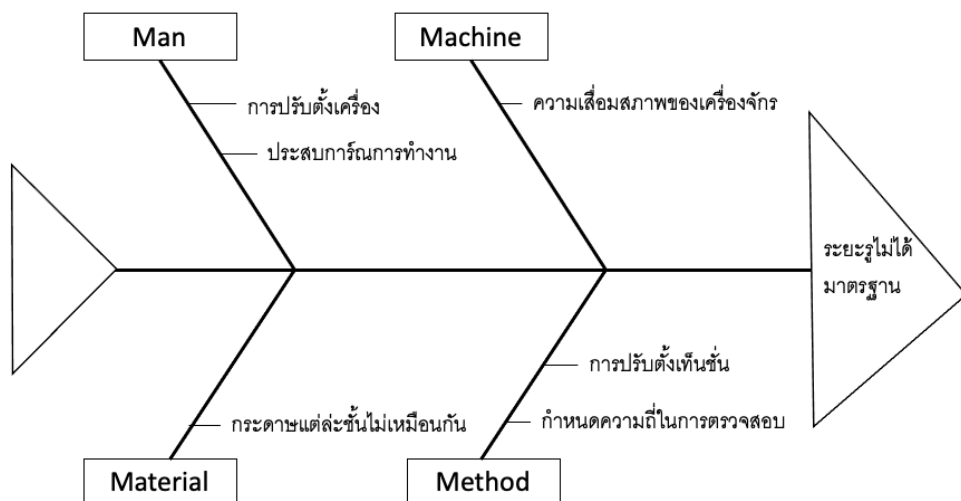 Man
Machine
การปรับตั้งเครื่อง
ความเสื่อมสภาพของเครื่องจักร
ประสบการ์ณการทำงาน
ระยะรูไม่ได้
มาตรฐาน
การปรับตั้งเท็นชั่น
กระดาษแต่ล่ะชั้นไม่เหมือนกัน
กำหนดความถี่ในการตรวจสอบ
Material
Method